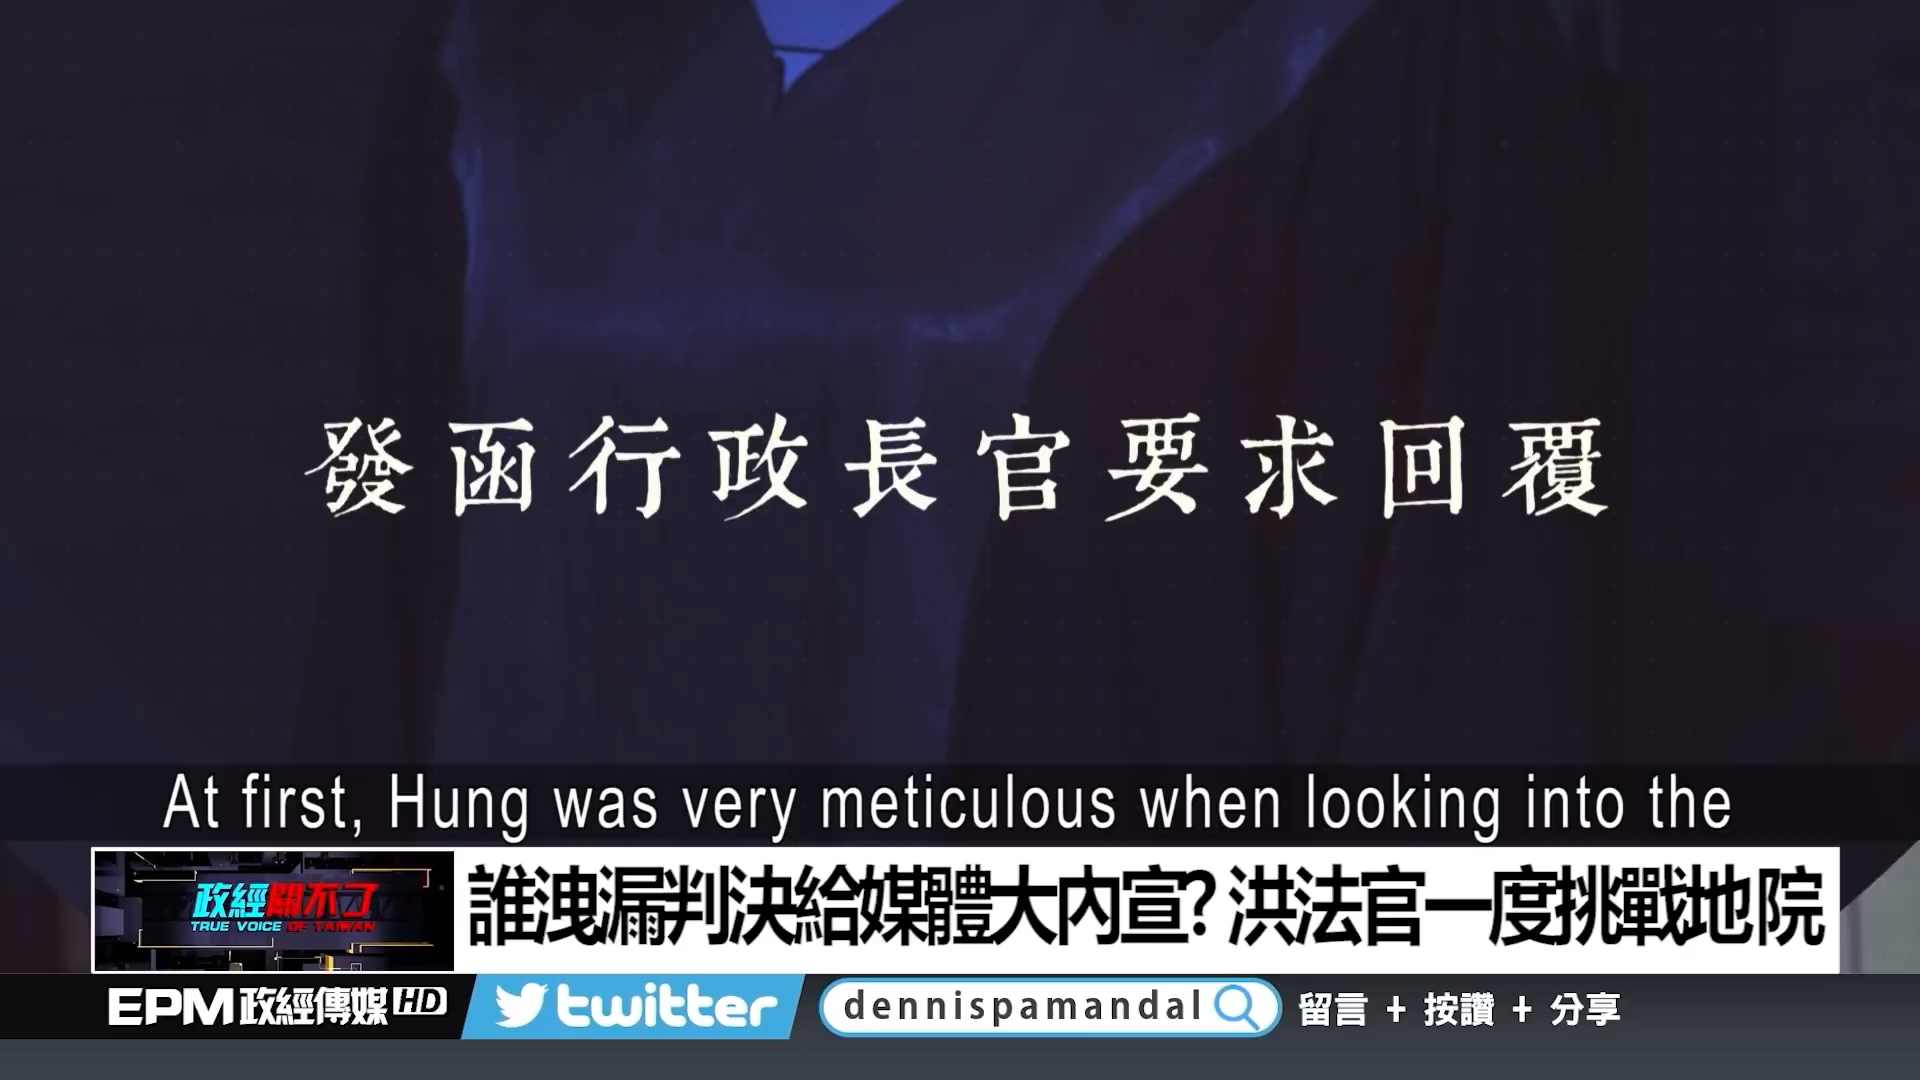 發函行政長官要求回覆
At first, Hung was very meticulous when looking into the
政經關不了
TRUE VOICE OF TAIWAN
誰洩漏判決給媒體大內宣? 洪法官一度挑戰地院
EPM政經傳媒HD
twitter
dennispamandal
留言 + 按讚 + 分享